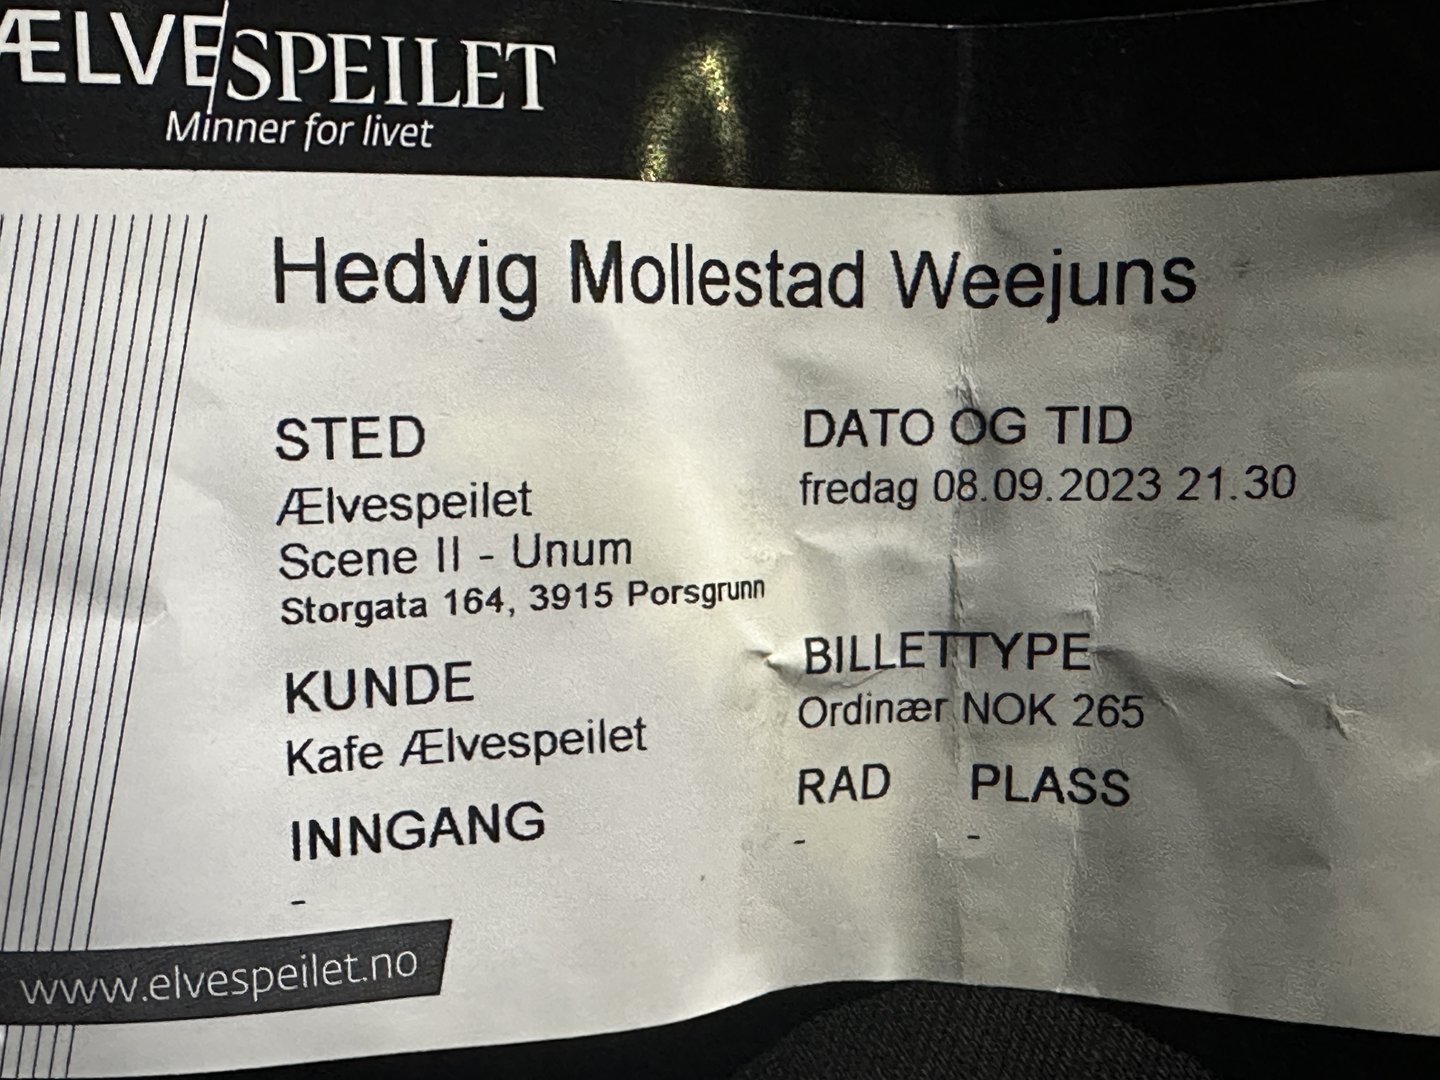 ÆLVESPEILET
Minner for livet
Hedvig Mollestad Weejuns
STED
Ælvespeilet
Scene II - Unum
Storgata 164, 3915 Porsgrunn
KUNDE
Kafe Ælvespeilet
INNGANG
-
DATO OG TID
fredag 08.09.2023 21.30
BILLETTYPE
Ordinær NOK 265
RAD PLASS
- -
www.elvespeilet.no